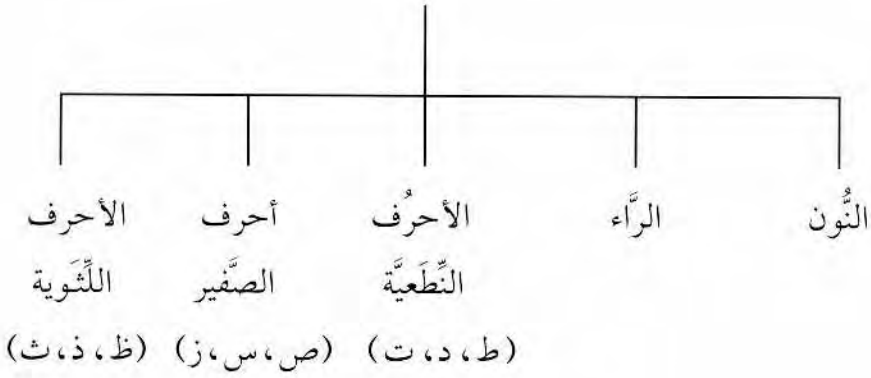 النُّون الرَّاء الأحرُف أحرف الأحرف
النِّطَعيَّة الصَّفير اللِّثَوية
(ط، د، ت) (ص، س، ز) (ظ، ذ، ث)